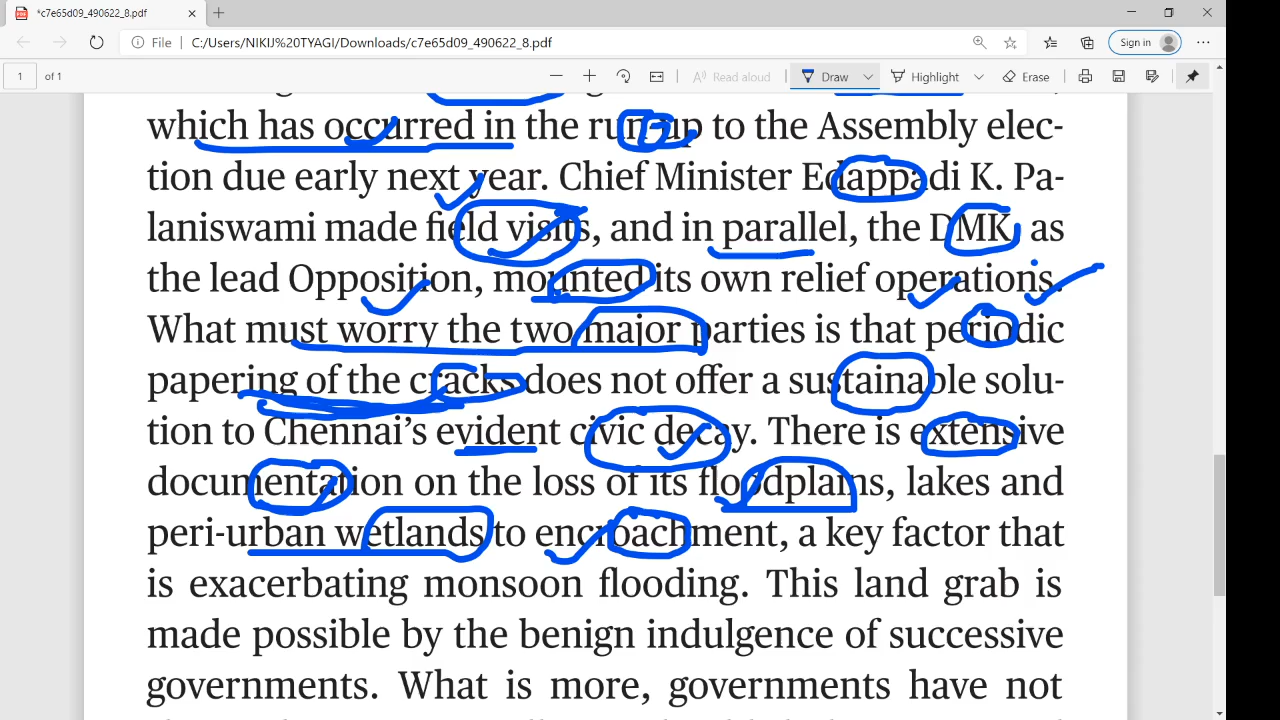 *c7e65d09_490622_8.pdf
File C:/Users/NIKIJ%20TYAGI/Downloads/c7e65d09_490622_8.pdf Sign in
1 of 1 Read aloud Draw Highlight Erase
which has occurred in the run-up to the Assembly elec-
tion due early next year. Chief Minister Edappadi K. Pa-
laniswami made field visits, and in parallel, the DMK, as
the lead Opposition, mounted its own relief operations.
What must worry the two major parties is that periodic
papering of the cracks does not offer a sustainable solu-
tion to Chennai’s evident civic decay. There is extensive
documentation on the loss of its floodplains, lakes and
peri-urban wetlands to encroachment, a key factor that
is exacerbating monsoon flooding. This land grab is
made possible by the benign indulgence of successive
governments. What is more, governments have not